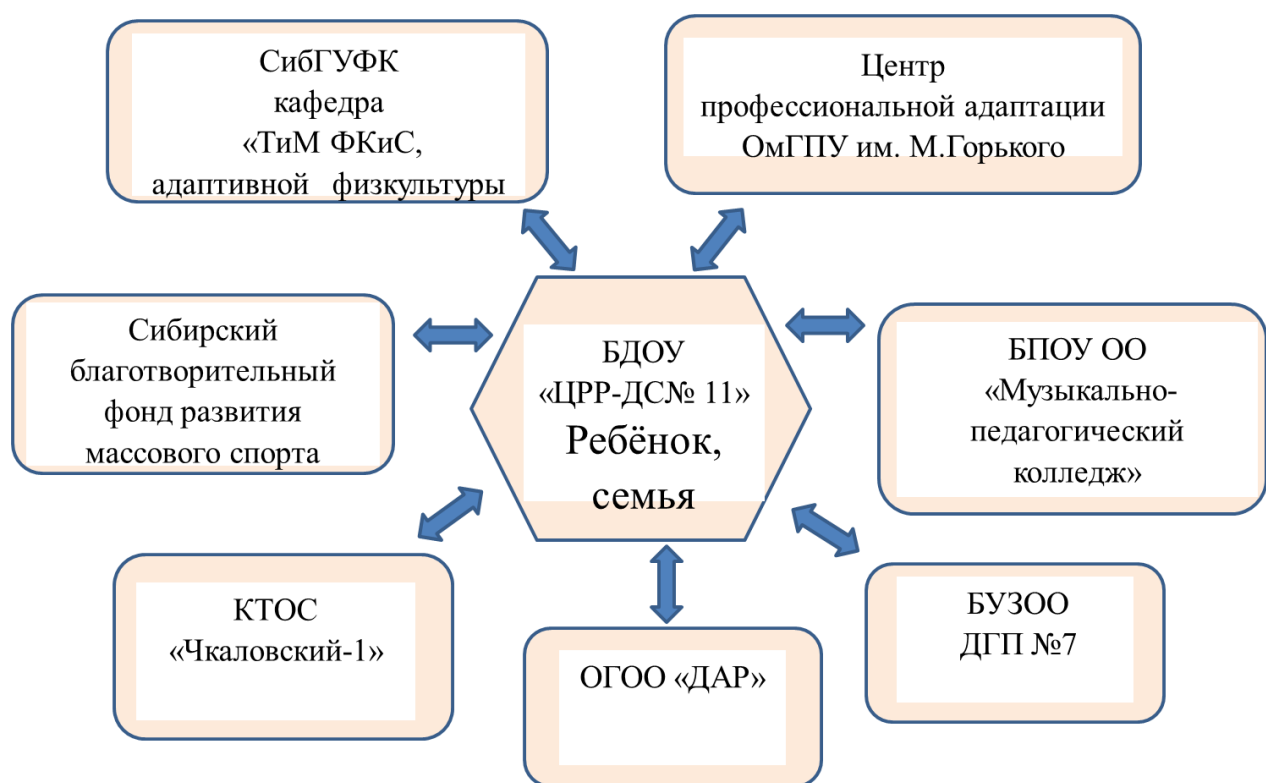 СибГУФК
кафедра
«ТиМ ФКиС,
адаптивной физкультуры
Центр
профессиональной адаптации
ОмГПУ им. М.Горького
Сибирский
благотворительный
фонд развития
массового спорта
БДОУ
«ЦРР-ДС№ 11»
Ребёнок,
семья
БПОУ ОО
«Музыкально-
педагогический
колледж»
КТОС
«Чкаловский-1»
ОГОО «ДАР»
БУЗОО
ДГП №7